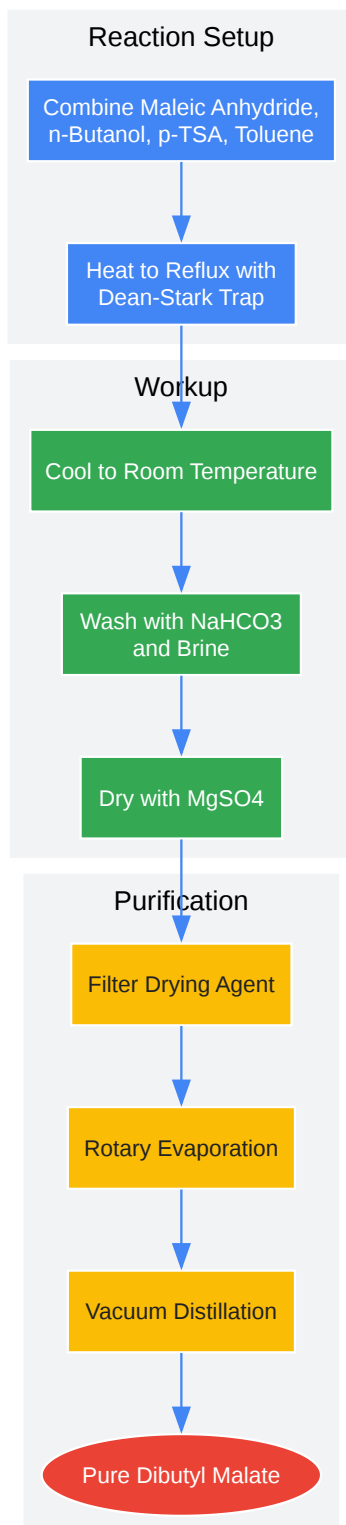 Reaction Setup
Combine Maleic Anhydride,
n-Butanol, p-TSA, Toluene
Heat to Reflux with
Dean-Stark Trap
Workup
Cool to Room Temperature
Wash with NaHCO3
and Brine
Dry with MgSO4
Purification
Filter Drying Agent
Rotary Evaporation
Vacuum Distillation
Pure Dibutyl Malate